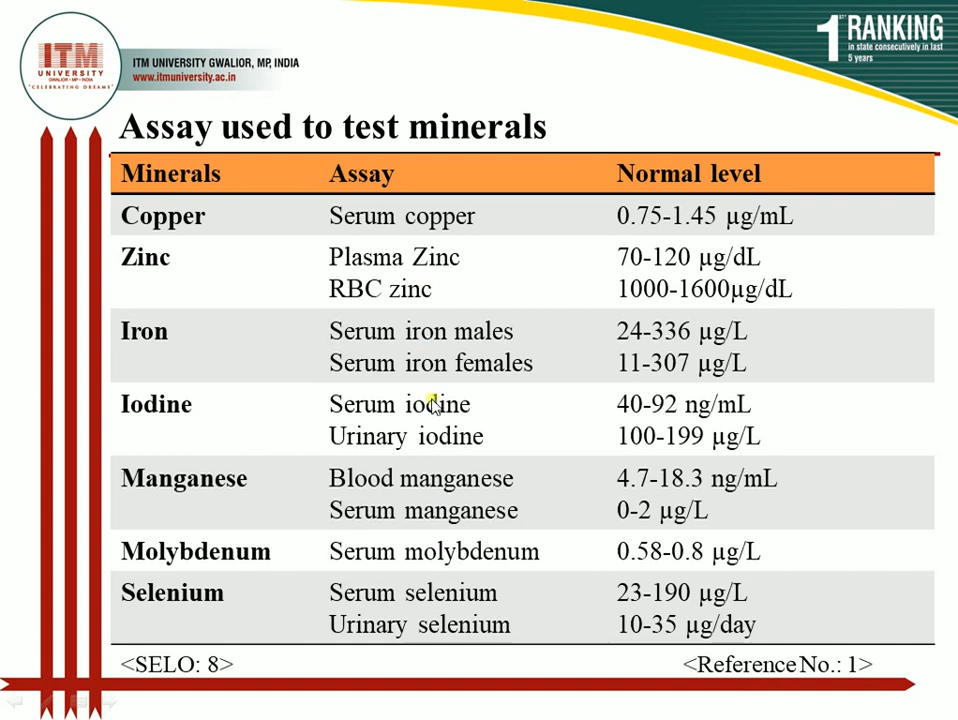 ITM
UNIVERSITY
GWALIOR • MP • INDIA
"CELEBRATING DREAMS"
ITM UNIVERSITY GWALIOR, MP, INDIA
www.itmuniversity.ac.in
1ST RANKING
in state consecutively in last
5 years
Assay used to test minerals
Minerals Assay Normal level
Copper Serum copper 0.75-1.45 µg/mL
Zinc Plasma Zinc 70-120 µg/dL
RBC zinc 1000-1600µg/dL
Iron Serum iron males 24-336 µg/L
Serum iron females 11-307 µg/L
Iodine Serum iodine 40-92 ng/mL
Urinary iodine 100-199 µg/L
Manganese Blood manganese 4.7-18.3 ng/mL
Serum manganese 0-2 µg/L
Molybdenum Serum molybdenum 0.58-0.8 µg/L
Selenium Serum selenium 23-190 µg/L
Urinary selenium 10-35 µg/day
<SELO: 8> <Reference No.: 1>